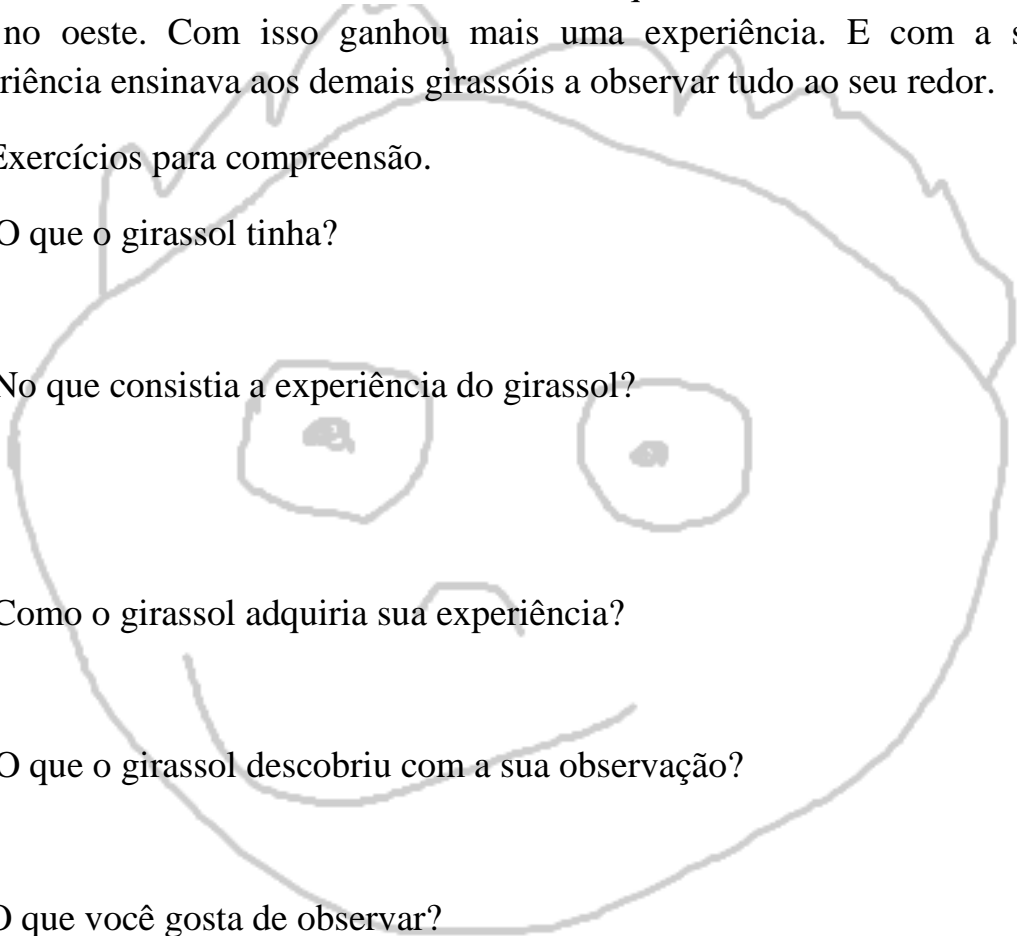 no oeste. Com isso ganhou mais uma experiência. E com a s
riência ensinava aos demais girassóis a observar tudo ao seu redor.
Exercícios para compreensão.
O que o girassol tinha?
No que consistia a experiência do girassol?
Como o girassol adquiria sua experiência?
O que o girassol descobriu com a sua observação?
O que você gosta de observar?